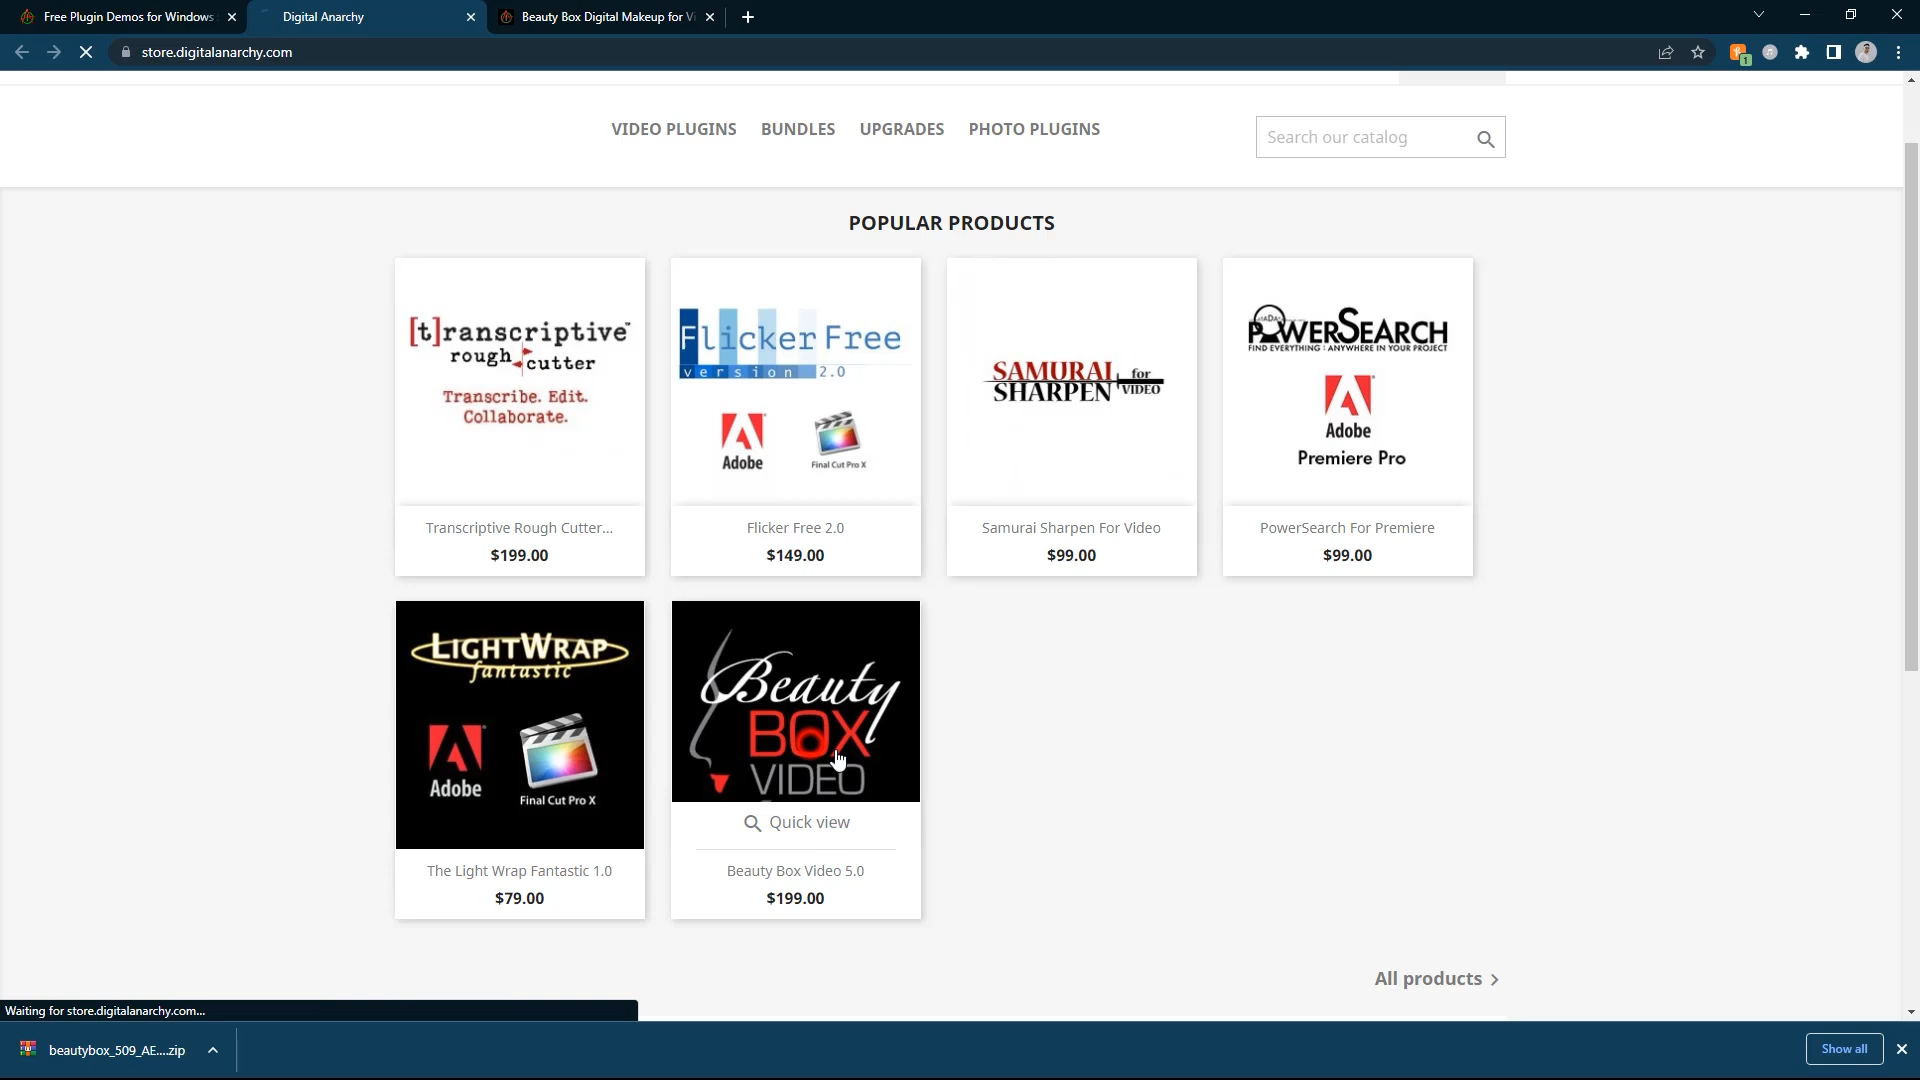 Free Plugin Demos for Windows
Digital Anarchy
Beauty Box Digital Makeup for Vi
store.digitalanarchy.com
1
VIDEO PLUGINS
BUNDLES
UPGRADES
PHOTO PLUGINS
Search our catalog
POPULAR PRODUCTS
[t]ranscriptive™
rough cutter
Transcribe. Edit.
Collaborate.
Transcriptive Rough Cutter...
$199.00
Flicker Free
version 2.0
Adobe
Final Cut Pro X
Flicker Free 2.0
$149.00
SAMURAI for
SHARPEN VIDEO
Samurai Sharpen For Video
$99.00
POWERSEARCH
FIND EVERYTHING : ANYWHERE IN YOUR PROJECT
Adobe
Premiere Pro
PowerSearch For Premiere
$99.00
LIGHTWRAP
fantastic
Adobe
Final Cut Pro X
The Light Wrap Fantastic 1.0
$79.00
Beauty
BOX
VIDEO
Quick view
Beauty Box Video 5.0
$199.00
All products
Waiting for store.digitalanarchy.com...
beautybox_509_AE....zip
Show all